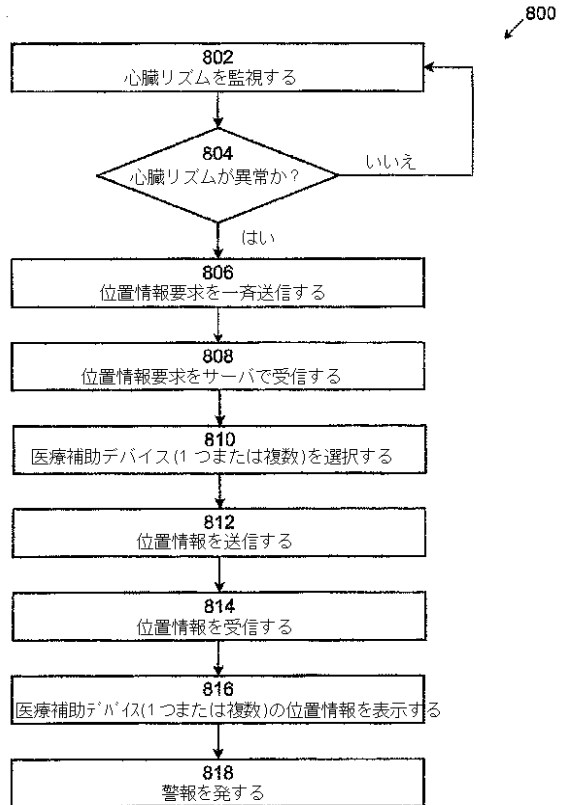 800
802
心臓リズムを監視する
804
心臓リズムが異常か？
いいえ
はい
806
位置情報要求を一斉送信する
808
位置情報要求をサーバで受信する
810
医療補助デバイス(1 つまたは複数)を選択する
812
位置情報を送信する
814
位置情報を受信する
816
医療補助ﾃﾞﾊﾞｲｽ(1 つまたは複数)の位置情報を表示する
818
警報を発する